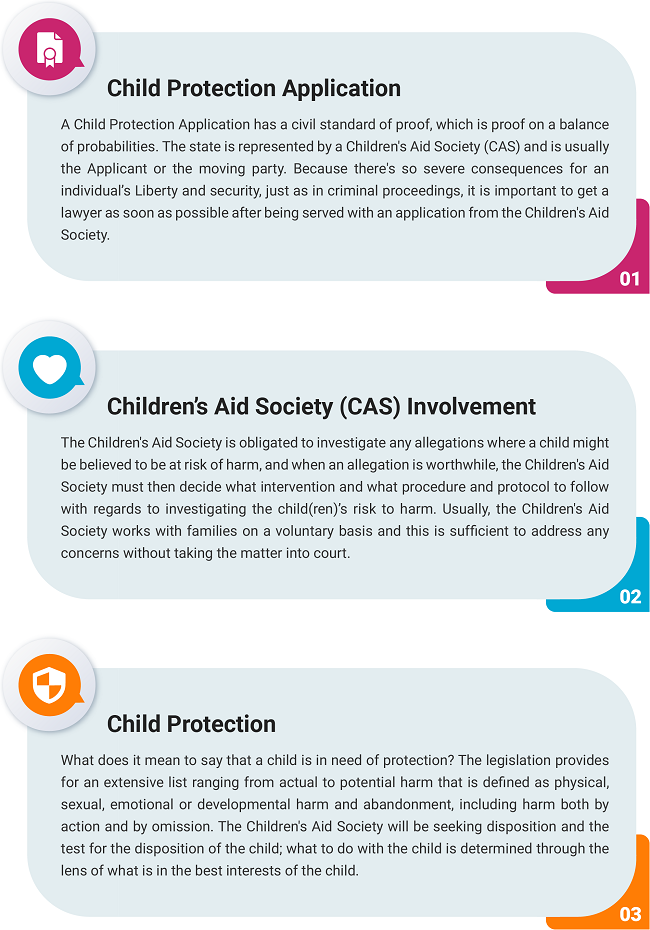 Child Protection Application
A Child Protection Application has a civil standard of proof, which is proof on a balance
of probabilities. The state is represented by a Children's Aid Society (CAS) and is usually
the Applicant or the moving party. Because there's so severe consequences for an
individual's Liberty and security, just as in criminal proceedings, it is important to get a
lawyer as soon as possible after being served with an application from the Children's Aid
Society.
01
Children’s Aid Society (CAS) Involvement
The Children's Aid Society is obligated to investigate any allegations where a child might
be believed to be at risk of harm, and when an allegation is worthwhile, the Children's Aid
Society must then decide what intervention and what procedure and protocol to follow
with regards to investigating the child(ren)’s risk to harm. Usually, the Children's Aid
Society works with families on a voluntary basis and this is sufficient to address any
concerns without taking the matter into court.
02
Child Protection
What does it mean to say that a child is in need of protection? The legislation provides
for an extensive list ranging from actual to potential harm that is defined as physical,
sexual, emotional or developmental harm and abandonment, including harm both by
action and by omission. The Children's Aid Society will be seeking disposition and the
test for the disposition of the child; what to do with the child is determined through the
lens of what is in the best interests of the child.
03